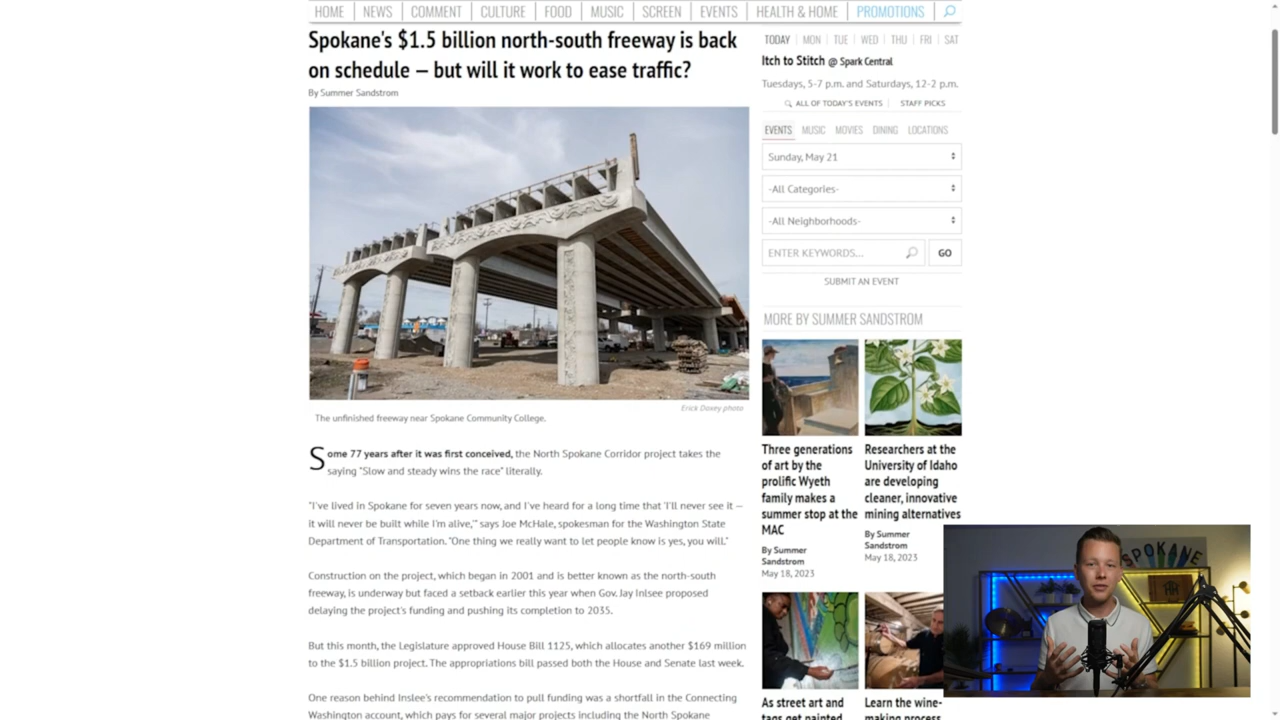 HOME NEWS COMMENT CULTURE FOOD MUSIC SCREEN EVENTS HEALTH & HOME PROMOTIONS
Spokane's $1.5 billion north-south freeway is back
on schedule — but will it work to ease traffic?
By Summer Sandstrom
Erick Doxey photo
The unfinished freeway near Spokane Community College.
Some 77 years after it was first conceived, the North Spokane Corridor project takes the
saying "Slow and steady wins the race" literally.
"I've lived in Spokane for seven years now, and I've heard for a long time that 'I'll never see it —
it will never be built while I'm alive,'" says Joe McHale, spokesman for the Washington State
Department of Transportation. "One thing we really want to let people know is yes, you will."
Construction on the project, which began in 2001 and is better known as the north-south
freeway, is underway but faced a setback earlier this year when Gov. Jay Inlsee proposed
delaying the project's funding and pushing its completion to 2035.
But this month, the Legislature approved House Bill 1125, which allocates another $169 million
to the $1.5 billion project. The appropriations bill passed both the House and Senate last week.
One reason behind Inslee's recommendation to pull funding was a shortfall in the Connecting
Washington account, which pays for several major projects including the North Spokane
TODAY MON TUE WED THU FRI SAT
Itch to Stitch @ Spark Central
Tuesdays, 5-7 p.m. and Saturdays, 12-2 p.m.
ALL OF TODAY'S EVENTS STAFF PICKS
EVENTS MUSIC MOVIES DINING LOCATIONS
Sunday, May 21
-All Categories-
-All Neighborhoods-
ENTER KEYWORDS... GO
SUBMIT AN EVENT
MORE BY SUMMER SANDSTROM
Three generations
of art by the
prolific Wyeth
family makes a
summer stop at the
MAC
By Summer
Sandstrom
May 18, 2023
Researchers at the
University of Idaho
are developing
cleaner, innovative
mining alternatives
By Summer
Sandstrom
May 18, 2023
As street art and
tags get painted
Learn the wine-
making process
SPOKANE